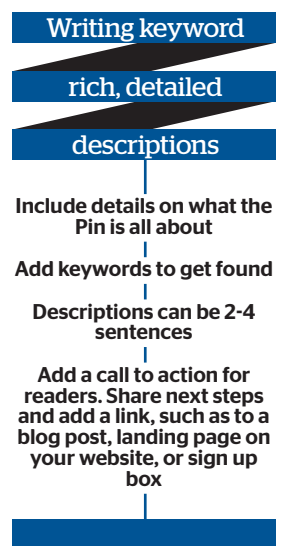 Writing keyword
rich, detailed
descriptions
Include details on what the
Pin is all about
Add keywords to get found
Descriptions can be 2-4
sentences
Add a call to action for
readers. Share next steps
and add a link, such as to a
blog post, landing page on
your website, or sign up
box